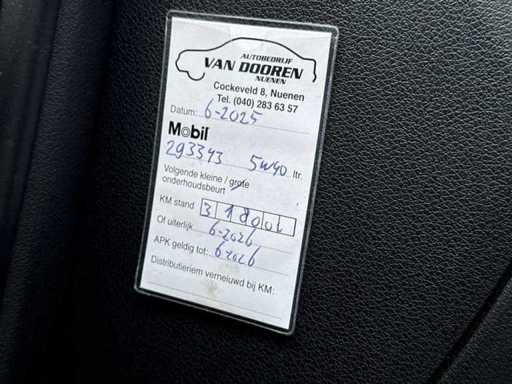 AUTOBEDRIJF
VAN DOOREN
NUENEN
Cockeveld 8, Nuenen
Tel. (040) 283 63 57
Datum: 6-2025
Mobil
293343 5W40 ltr.
Volgende kleine / grote
onderhoudsbeurt
KM stand 318000
Of uiterlijk 6-2026
APK geldig tot: 6-2026
Distributieriem vernieuwd bij KM: